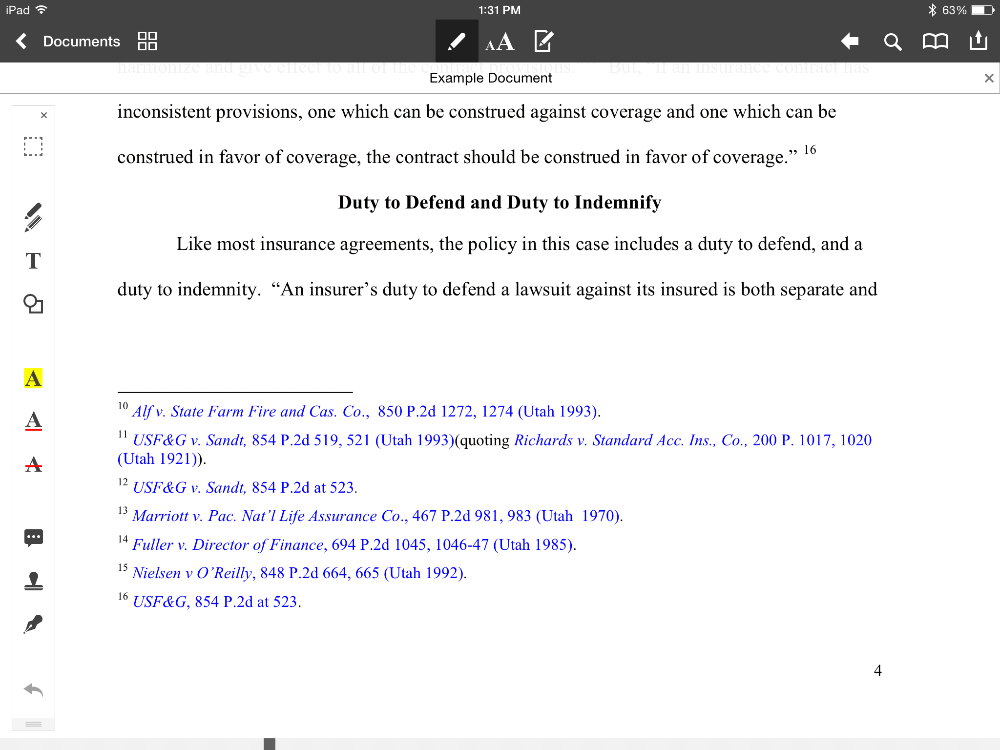 iPad 1:31 PM 63%
Documents AA
harmonize and give effect to all of the contract provisions.” But, “if an insurance contract has
Example Document
inconsistent provisions, one which can be construed against coverage and one which can be
construed in favor of coverage, the contract should be construed in favor of coverage.” 16
Duty to Defend and Duty to Indemnify
Like most insurance agreements, the policy in this case includes a duty to defend, and a
T
duty to indemnity.  “An insurer’s duty to defend a lawsuit against its insured is both separate and
A
10 Alf v. State Farm Fire and Cas. Co.,  850 P.2d 1272, 1274 (Utah 1993).
A
11 USF&G v. Sandt, 854 P.2d 519, 521 (Utah 1993)(quoting Richards v. Standard Acc. Ins., Co., 200 P. 1017, 1020
(Utah 1921)).
A
12 USF&G v. Sandt, 854 P.2d at 523.
13 Marriott v. Pac. Nat’l Life Assurance Co., 467 P.2d 981, 983 (Utah  1970).
14 Fuller v. Director of Finance, 694 P.2d 1045, 1046-47 (Utah 1985).
15 Nielsen v O’Reilly, 848 P.2d 664, 665 (Utah 1992).
16 USF&G, 854 P.2d at 523.
4